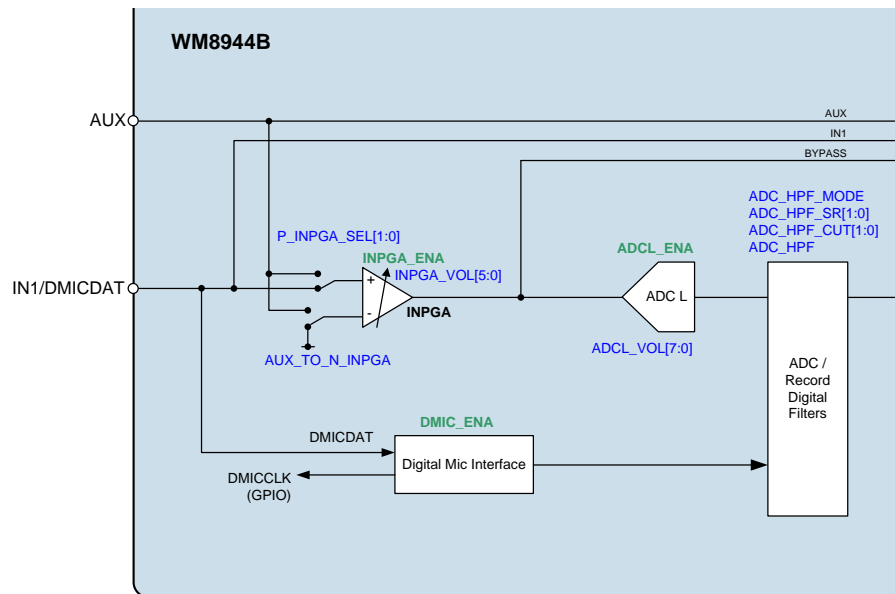 WM8944B
AUX
AUX
IN1
BYPASS
ADC_HPF_MODE
ADC_HPF_SR[1:0]
ADC_HPF_CUT[1:0]
ADC_HPF
P_INPGA_SEL[1:0]
INPGA_ENA
ADCL_ENA
INPGA_VOL[5:0]
IN1/DMICDAT
+
-
INPGA
ADC L
AUX_TO_N_INPGA
ADCL_VOL[7:0]
ADC /
Record
Digital
Filters
DMIC_ENA
DMICDAT
Digital Mic Interface
DMICCLK
(GPIO)